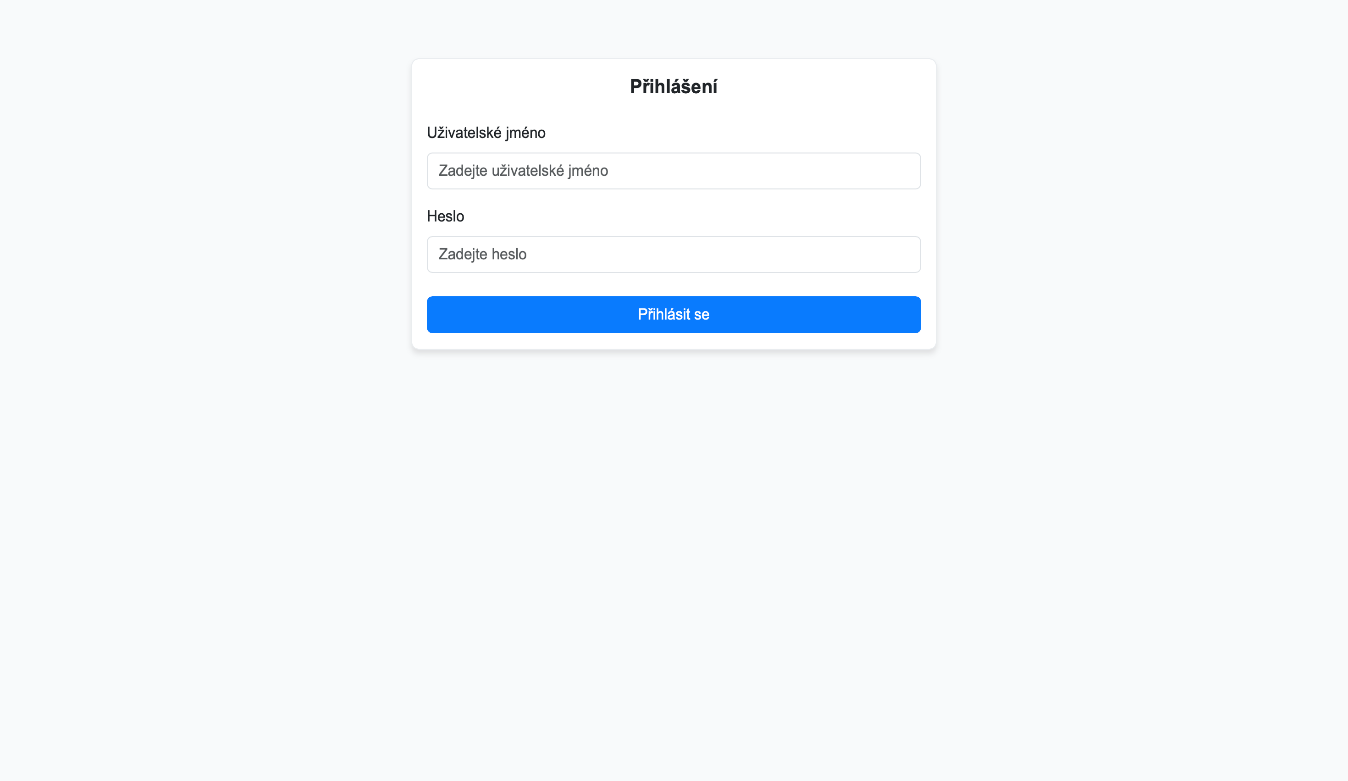 Přihlášení
Uživatelské jméno
Zadejte uživatelské jméno
Heslo
Zadejte heslo
Přihlásit se